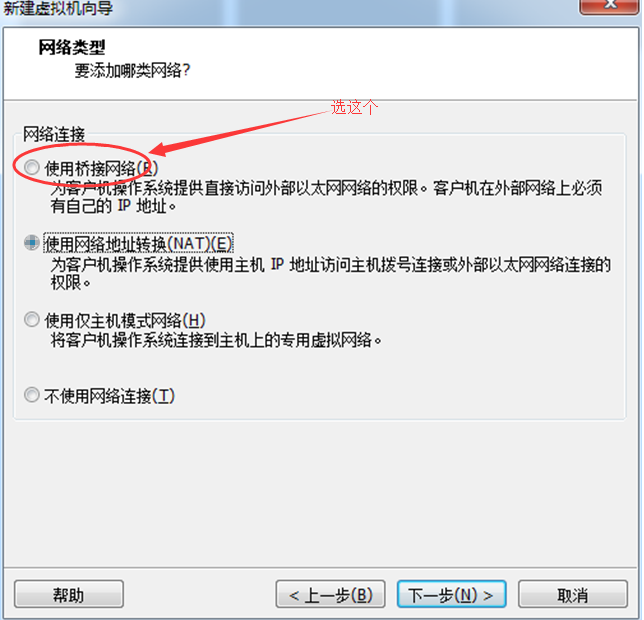 新建虚拟机向导
网络类型
要添加哪类网络?
选这个
网络连接
使用桥接网络(R)
为客户机操作系统提供直接访问外部以太网网络的权限。客户机在外部网络上必须
有自己的 IP 地址。
使用网络地址转换(NAT)(E)
为客户机操作系统提供使用主机 IP 地址访问主机拨号连接或外部以太网网络连接的
权限。
使用仅主机模式网络(H)
将客户机操作系统连接到主机上的专用虚拟网络。
不使用网络连接(T)
帮助
< 上一步(B)
下一步(N) >
取消